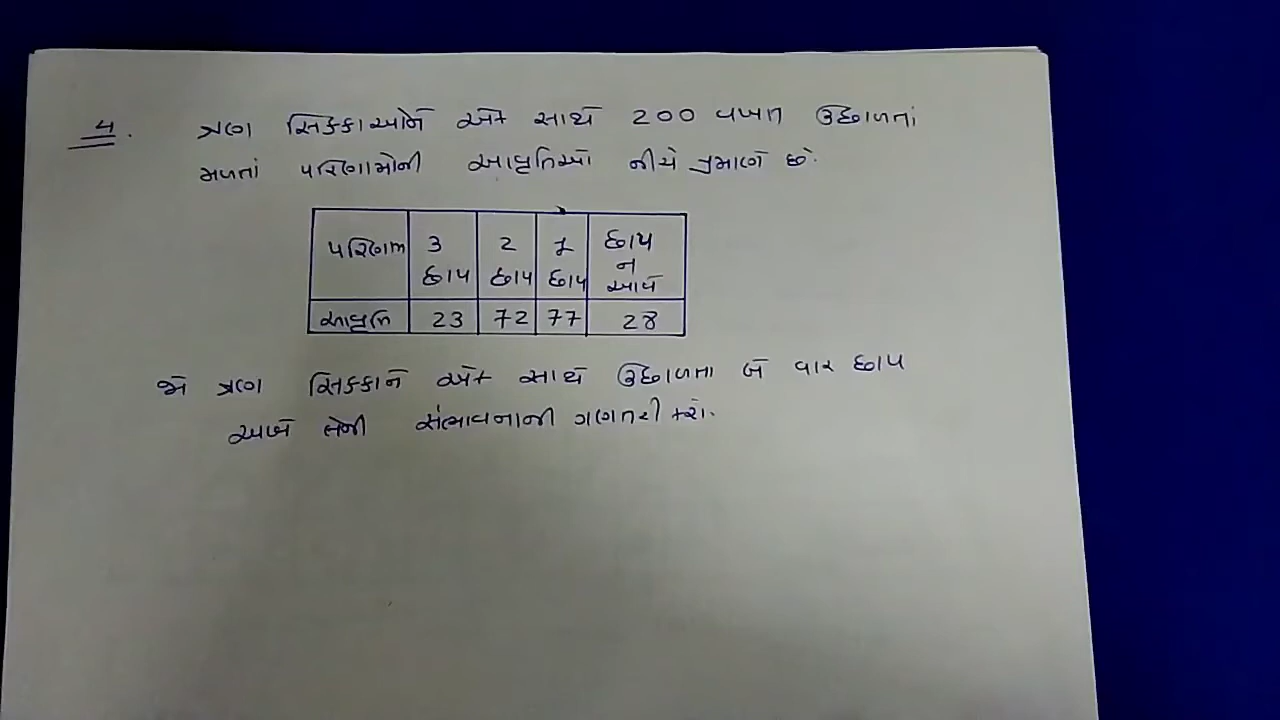 4. ત્રણ સિક્કાઓને એક સાથે 200 વખત ઉછાળતાં
મળતાં પરિણામોની આવૃત્તિઓ નીચે પ્રમાણે છે.
પરિણામ 3 છાપ 2 છાપ 1 છાપ છાપ ન આવે
આવૃત્તિ 23 72 77 28
જો ત્રણ સિક્કાને એક સાથે ઉછાળતા બે વાર છાપ
આવે તેની સંભાવનાની ગણતરી કરો.